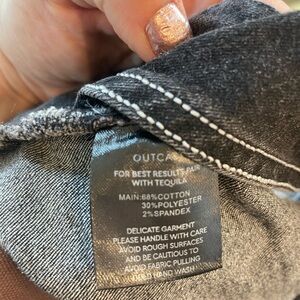 OUTCA
FOR BEST RESULTS PAIR
WITH TEQUILA
MAIN: 68%COTTON
30%POLYESTER
2%SPANDEX
DELICATE GARMENT
PLEASE HANDLE WITH CARE
AVOID ROUGH SURFACES
AND BE CAUTIOUS TO
AVOID FABRIC PULLING
HAND WASH